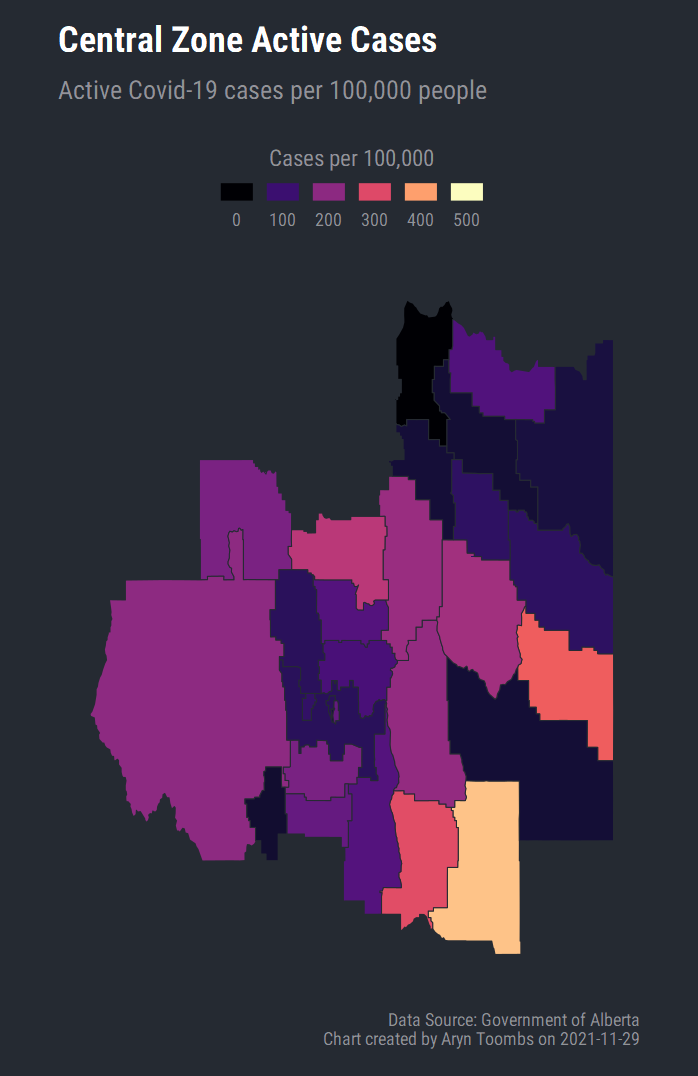 Central Zone Active Cases
Active Covid-19 cases per 100,000 people
Cases per 100,000
0 100 200 300 400 500
Data Source: Government of Alberta
Chart created by Aryn Toombs on 2021-11-29